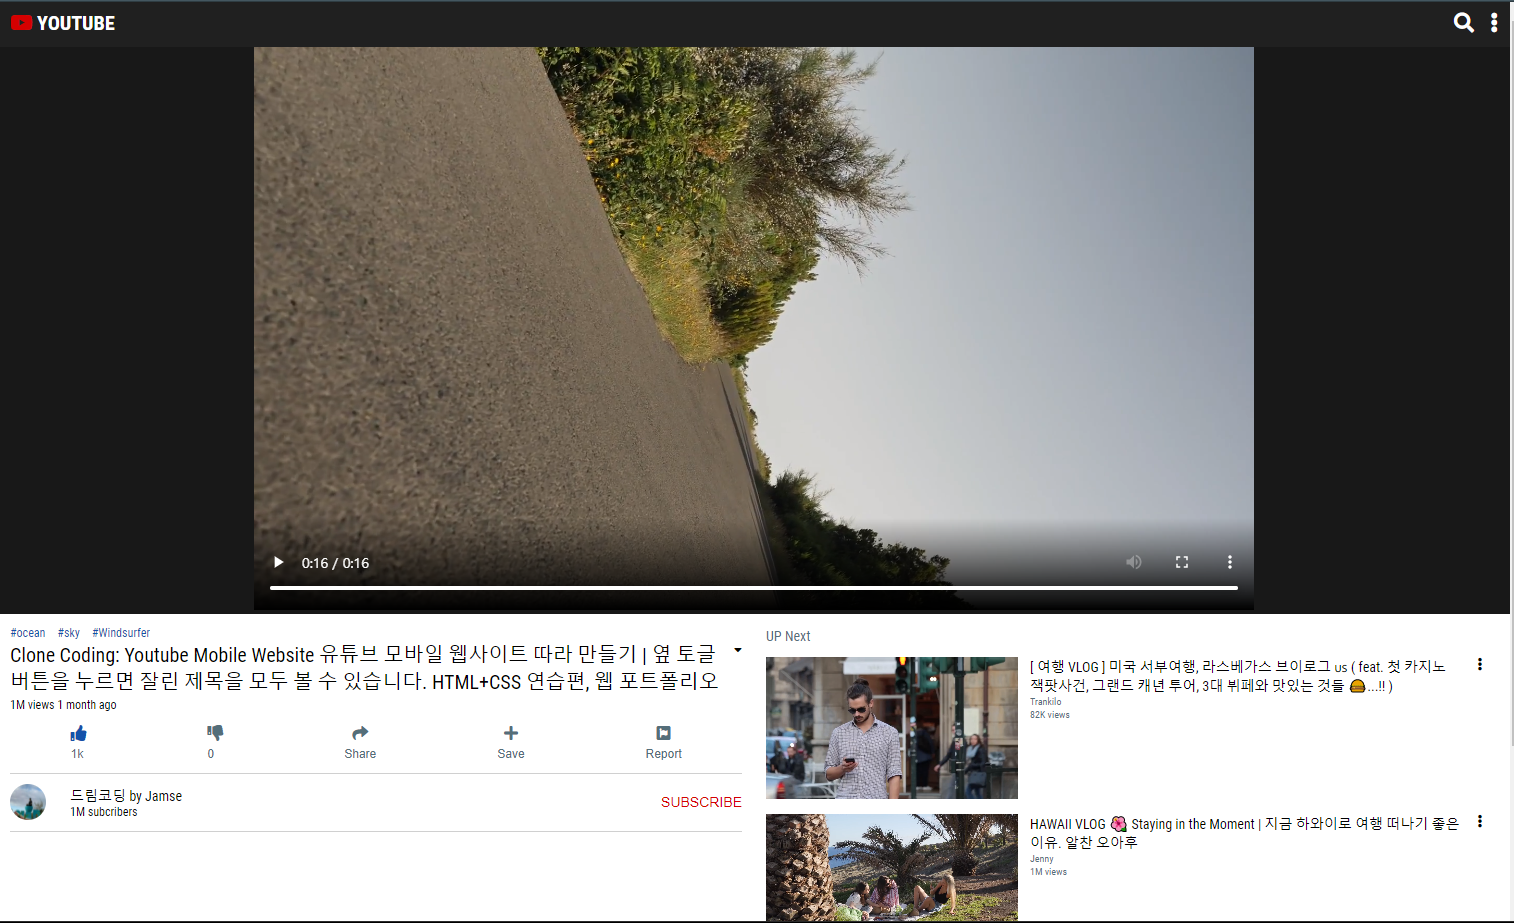 YOUTUBE
0:16 / 0:16
#ocean #sky #Windsurfer
Clone Coding: Youtube Mobile Website 유튜브 모바일 웹사이트 따라 만들기 | 옆 토글
버튼을 누르면 잘린 제목을 모두 볼 수 있습니다. HTML+CSS 연습편, 웹 포트폴리오
1M views 1 month ago
1k
0
Share
Save
Report
드림코딩 by Jamse
1M subcribers
SUBSCRIBE
UP Next
[ 여행 VLOG ] 미국 서부여행, 라스베가스 브이로그 us ( feat. 첫 카지노
잭팟사건, 그랜드 캐년 투어, 3대 뷔페와 맛있는 것들 🍔...!! )
Trankilo
82K views
HAWAII VLOG 🌺 Staying in the Moment | 지금 하와이로 여행 떠나기 좋은
이유. 알찬 오아후
Jenny
1M views